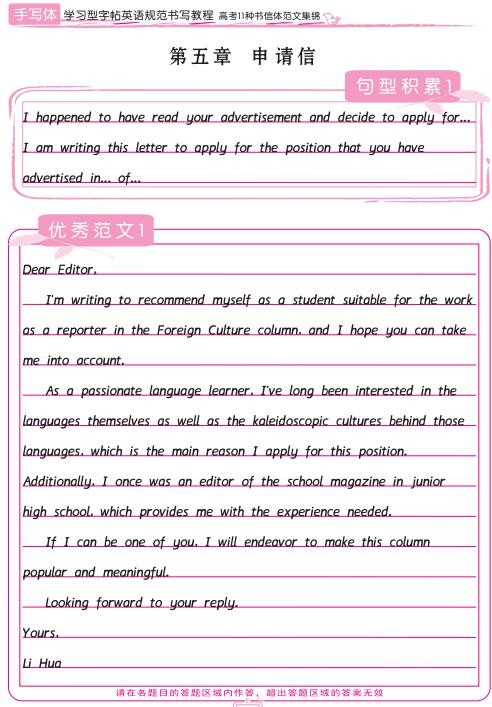 手写体 学习型字帖英语规范书写教程 高考11种书信体范文集锦
第五章 申请信
句型积累1
I happened to have read your advertisement and decide to apply for...
I am writing this letter to apply for the position that you have
advertised in... of...
优秀范文1
Dear Editor,
I'm writing to recommend myself as a student suitable for the work
as a reporter in the Foreign Culture column, and I hope you can take
me into account.
As a passionate language learner, I've long been interested in the
languages themselves as well as the kaleidoscopic cultures behind those
languages, which is the main reason I apply for this position.
Additionally, I once was an editor of the school magazine in junior
high school, which provides me with the experience needed.
If I can be one of you, I will endeavor to make this column
popular and meaningful.
Looking forward to your reply.
Yours,
Li Hua
请在各题目的答题区域内作答，超出答题区域的答案无效